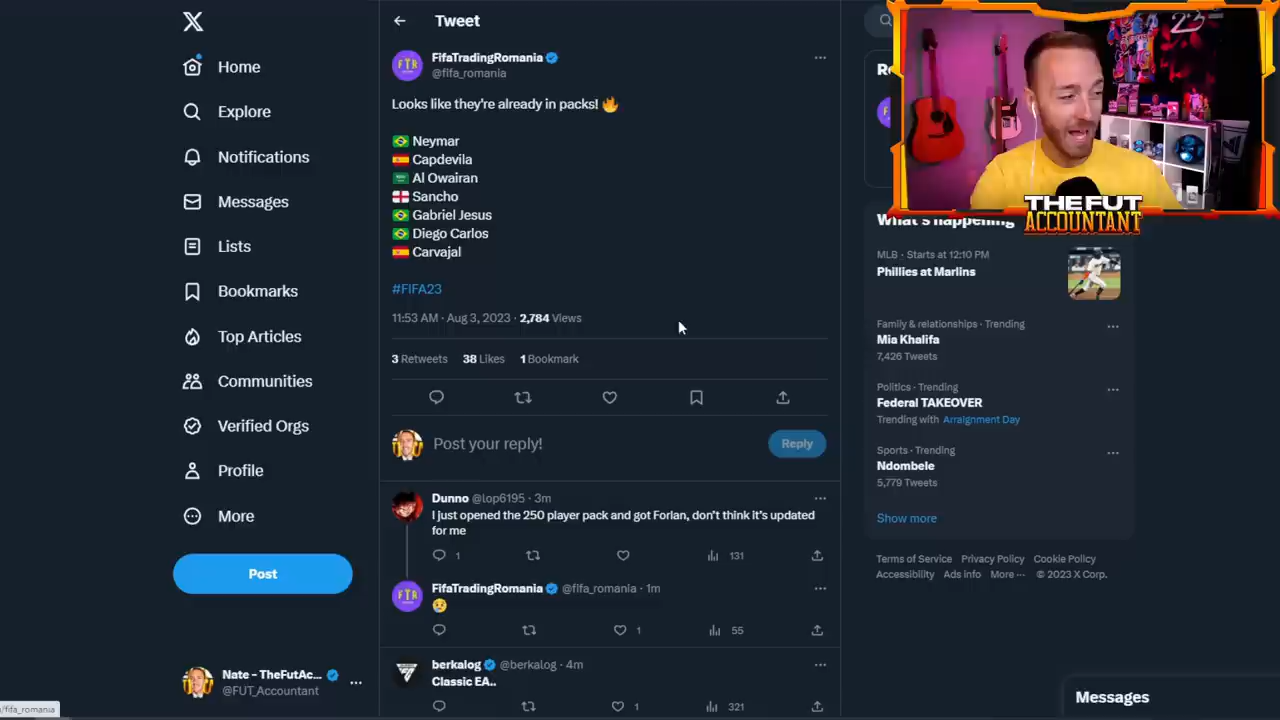 Tweet
FifaTradingRomania
@fifa_romania
Looks like they're already in packs! 🔥
Neymar
Capdevila
Al Owairan
Sancho
Gabriel Jesus
Diego Carlos
Carvajal
#FIFA23
11:53 AM · Aug 3, 2023 · 2,784 Views
3 Retweets 38 Likes 1 Bookmark
Post your reply!
Reply
Dunno @lop6195 · 3m
I just opened the 250 player pack and got Forlan, don't think it's updated
for me
1
131
FifaTradingRomania @fifa_romania · 1m
😢
1
55
berkalog @berkalog · 4m
Classic EA..
1
321
Home
Explore
Notifications
Messages
Lists
Bookmarks
Top Articles
Communities
Verified Orgs
Profile
More
Post
Nate - TheFutAc...
@FUT_Accountant
/fifa_romania
23
THE FUT
ACCOUNTANT
What's happening
MLB · Starts at 12:10 PM
Phillies at Marlins
Family & relationships · Trending
Mia Khalifa
7,426 Tweets
Politics · Trending
Federal TAKEOVER
Trending with Arraignment Day
Sports · Trending
Ndombele
5,779 Tweets
Show more
Terms of Service Privacy Policy Cookie Policy
Accessibility Ads info More ··· © 2023 X Corp.
Messages